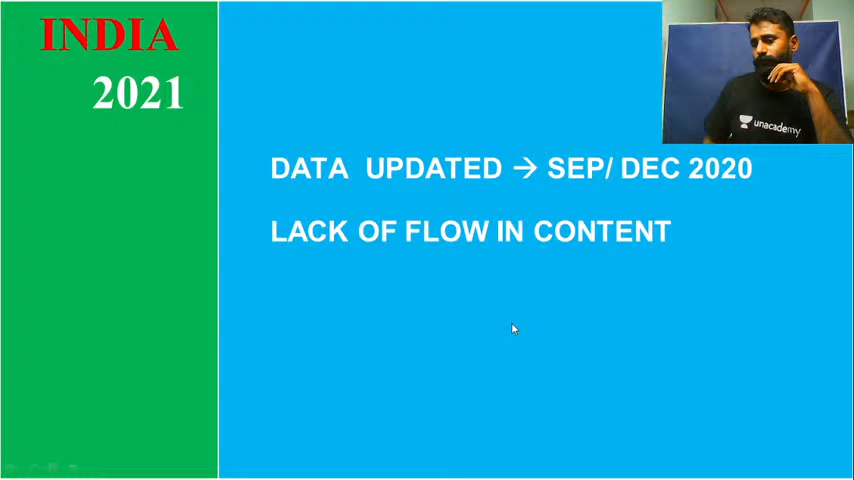 INDIA
2021
DATA UPDATED → SEP/ DEC 2020
LACK OF FLOW IN CONTENT
unacademy